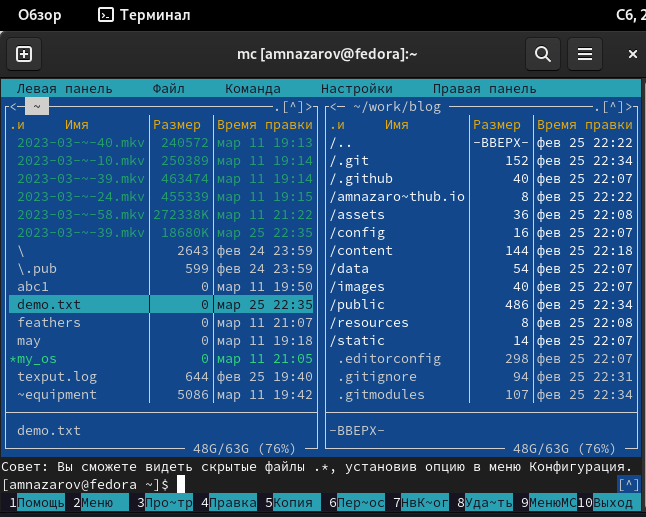 Обзор Терминал Сб, 2
mc [amnazarov@fedora]:~
Левая панель Файл Команда Настройки Правая панель
<─ ~ ─.[^]> <─ ~/work/blog ─.[^]>
.и Имя Размер Время правки .и Имя Размер Время правки
2023-03-~-40.mkv 240572 мар 11 19:13 /.. -ВВЕРХ- фев 25 22:22
2023-03-~-10.mkv 250389 мар 11 19:14 /.git 152 фев 25 22:34
2023-03-~-39.mkv 463474 мар 11 19:14 /.github 40 фев 25 22:07
2023-03-~-24.mkv 455339 мар 11 19:15 /amnazaro~thub.io 8 фев 25 22:22
2023-03-~-58.mkv 272338K мар 11 21:22 /assets 36 фев 25 22:08
2023-03-~-39.mkv 18680K мар 25 22:35 /config 16 фев 25 22:07
\ 2643 фев 24 23:59 /content 144 фев 25 22:18
\.pub 599 фев 24 23:59 /data 54 фев 25 22:07
abc1 0 мар 11 19:50 /images 40 фев 25 22:07
demo.txt 0 мар 25 22:35 /public 486 фев 25 22:34
feathers 0 мар 11 21:07 /resources 8 фев 25 22:08
may 0 мар 11 19:18 /static 14 фев 25 22:07
*my_os 0 мар 11 21:05 .editorconfig 298 фев 25 22:07
texput.log 644 фев 25 19:40 .gitignore 94 фев 25 22:31
~equipment 5086 мар 11 19:42 .gitmodules 107 фев 25 22:34
demo.txt -ВВЕРХ-
48G/63G (76%) 48G/63G (76%)
Совет: Вы сможете видеть скрытые файлы .*, установив опцию в меню Конфигурация.
[amnazarov@fedora ~]$ [^]
1Помощь 2Меню 3Про~тр 4Правка 5Копия 6Пер~ос 7НвК~ог 8Уда~ть 9МенюМС 10Выход